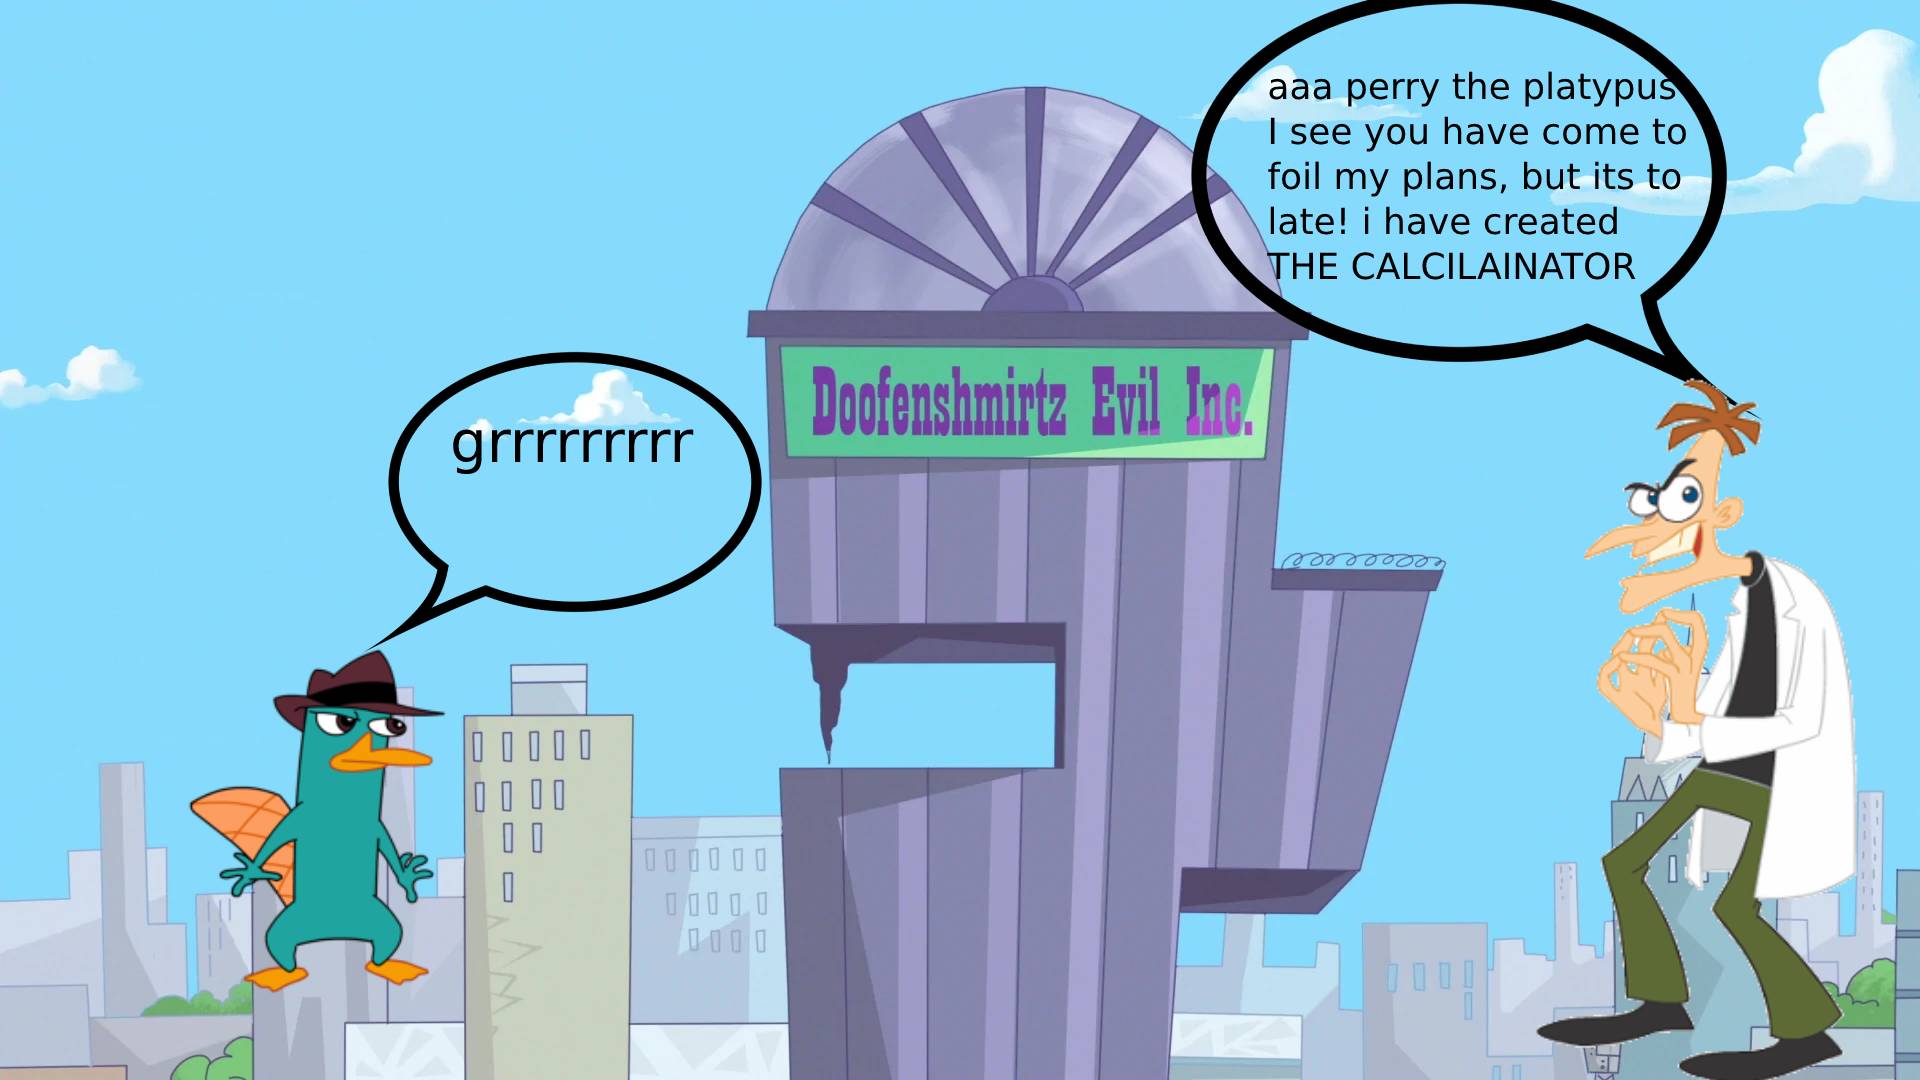 aaa perry the platypus
I see you have come to
foil my plans, but its to
late! i have created
THE CALCILAINATOR
Doofenshmirtz Evil Inc.
grrrrrrrrr